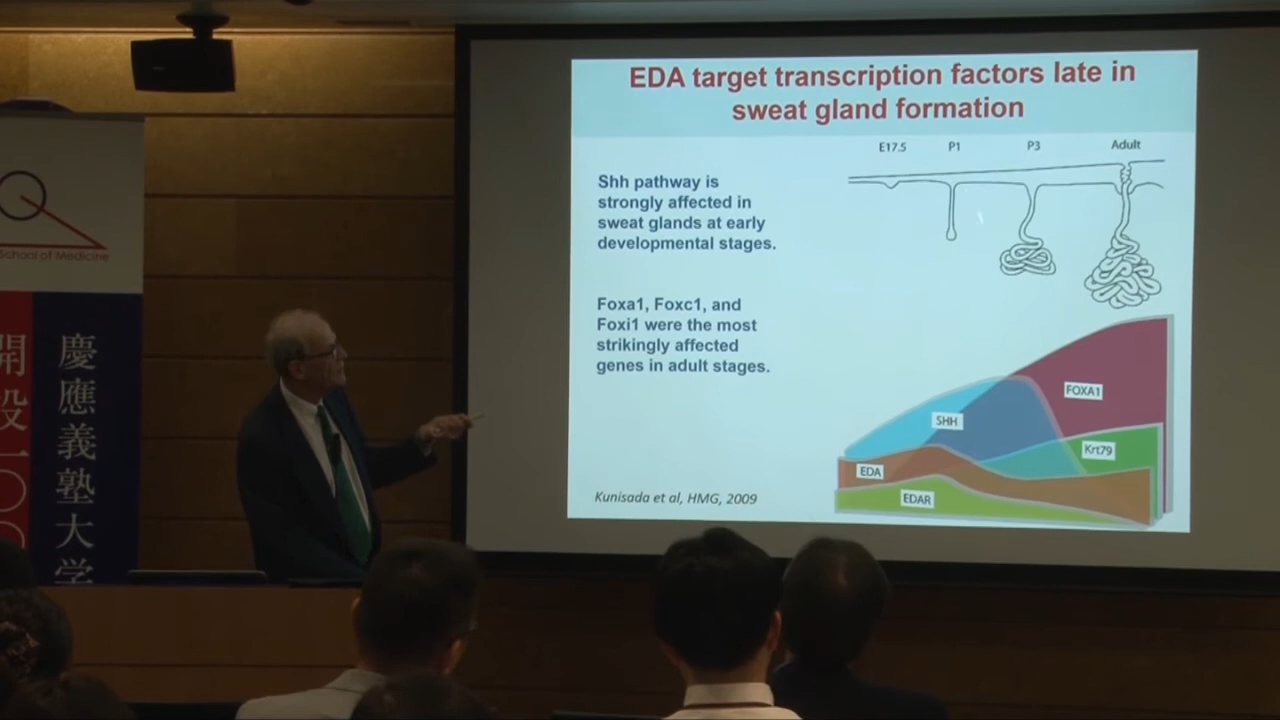 EDA target transcription factors late in
sweat gland formation
E17.5
P1
P3
Adult
Shh pathway is
strongly affected in
sweat glands at early
developmental stages.
Foxa1, Foxc1, and
Foxi1 were the most
strikingly affected
genes in adult stages.
FOXA1
SHH
Krt79
EDA
EDAR
Kunisada et al, HMG, 2009
School of Medicine
開設一〇〇
慶應義塾大学